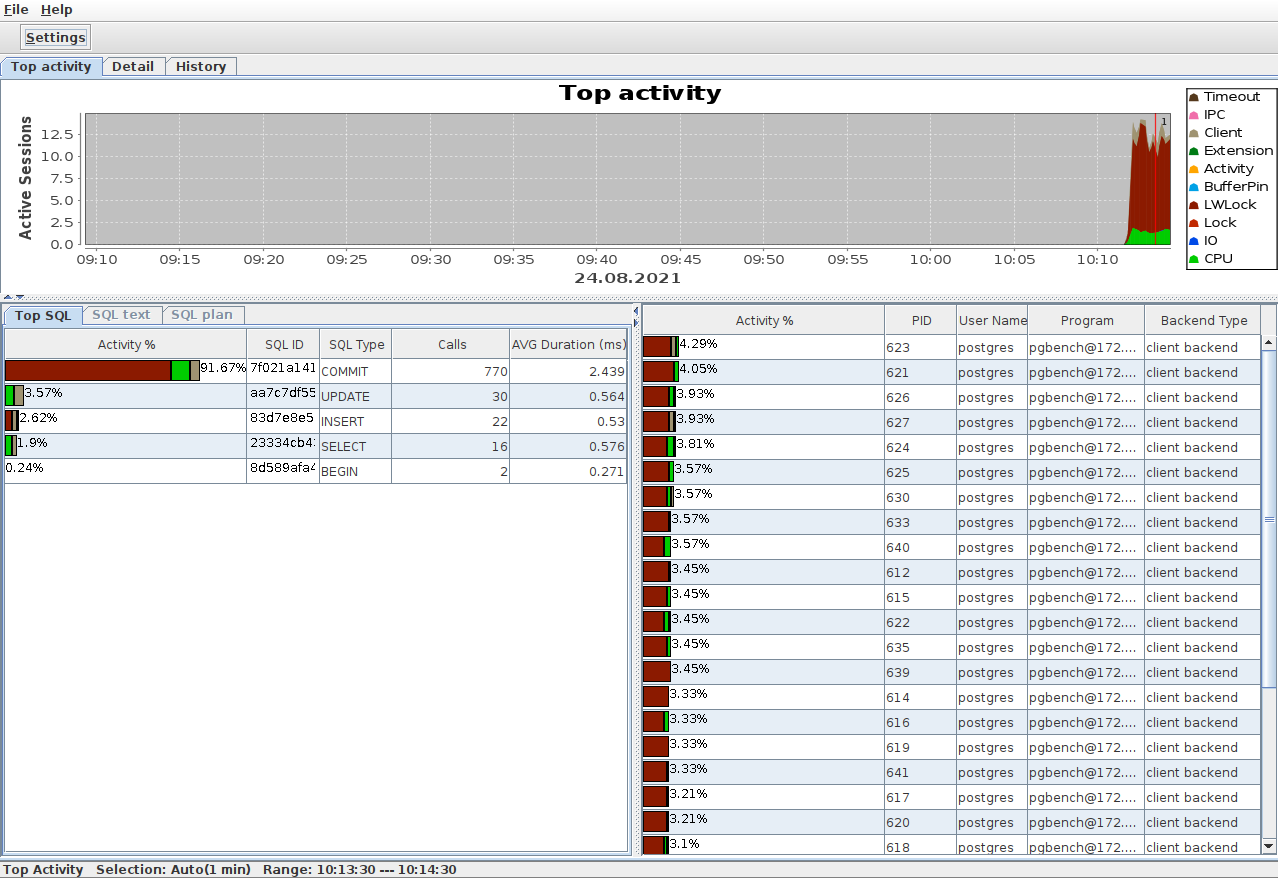 File Help
Settings
Top activity Detail History
Top activity
Active Sessions
12.5
10.0
7.5
5.0
2.5
0.0
1
09:10 09:15 09:20 09:25 09:30 09:35 09:40 09:45 09:50 09:55 10:00 10:05 10:10
24.08.2021
Timeout
IPC
Client
Extension
Activity
BufferPin
LWLock
Lock
IO
CPU
Top SQL SQL text SQL plan
Activity % SQL ID SQL Type Calls AVG Duration (ms)
91.67% 7f021a141 COMMIT 770 2.439
3.57% aa7c7df55 UPDATE 30 0.564
2.62% 83d7e8e5 INSERT 22 0.53
1.9% 23334cb4 SELECT 16 0.576
0.24% 8d589afa4 BEGIN 2 0.271
Activity % PID User Name Program Backend Type
4.29% 623 postgres pgbench@172.... client backend
4.05% 621 postgres pgbench@172.... client backend
3.93% 626 postgres pgbench@172.... client backend
3.93% 627 postgres pgbench@172.... client backend
3.81% 624 postgres pgbench@172.... client backend
3.57% 625 postgres pgbench@172.... client backend
3.57% 630 postgres pgbench@172.... client backend
3.57% 633 postgres pgbench@172.... client backend
3.57% 640 postgres pgbench@172.... client backend
3.45% 612 postgres pgbench@172.... client backend
3.45% 615 postgres pgbench@172.... client backend
3.45% 622 postgres pgbench@172.... client backend
3.45% 635 postgres pgbench@172.... client backend
3.45% 639 postgres pgbench@172.... client backend
3.33% 614 postgres pgbench@172.... client backend
3.33% 616 postgres pgbench@172.... client backend
3.33% 619 postgres pgbench@172.... client backend
3.33% 641 postgres pgbench@172.... client backend
3.21% 617 postgres pgbench@172.... client backend
3.21% 620 postgres pgbench@172.... client backend
3.1% 618 postgres pgbench@172.... client backend
Top Activity Selection: Auto(1 min) Range: 10:13:30 --- 10:14:30